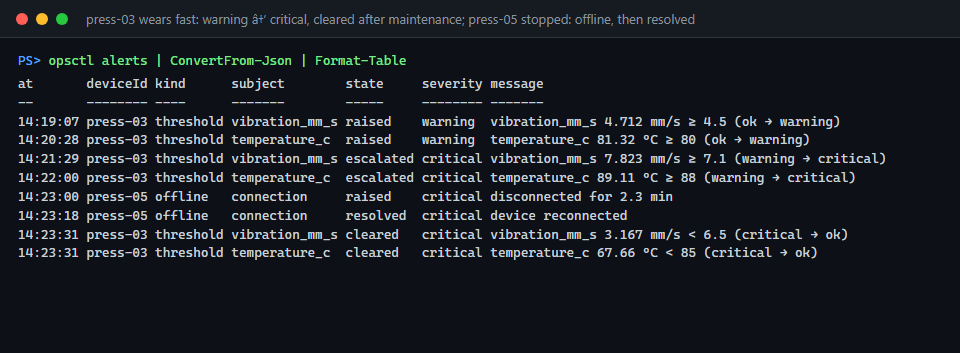 press-03 wears fast: warning â†' critical, cleared after maintenance; press-05 stopped: offline, then resolved
PS> opsctl alerts | ConvertFrom-Json | Format-Table
at       deviceId kind      subject        state     severity message
--       -------- ----      -------        -----     -------- -------
14:19:07 press-03 threshold vibration_mm_s raised    warning  vibration_mm_s 4.712 mm/s ≥ 4.5 (ok → warning)
14:20:28 press-03 threshold temperature_c  raised    warning  temperature_c 81.32 °C ≥ 80 (ok → warning)
14:21:29 press-03 threshold vibration_mm_s escalated critical vibration_mm_s 7.823 mm/s ≥ 7.1 (warning → critical)
14:22:00 press-03 threshold temperature_c  escalated critical temperature_c 89.11 °C ≥ 88 (warning → critical)
14:23:00 press-05 offline   connection     raised    critical disconnected for 2.3 min
14:23:18 press-05 offline   connection     resolved  critical device reconnected
14:23:31 press-03 threshold vibration_mm_s cleared   critical vibration_mm_s 3.167 mm/s < 6.5 (critical → ok)
14:23:31 press-03 threshold temperature_c  cleared   critical temperature_c 67.66 °C < 85 (critical → ok)